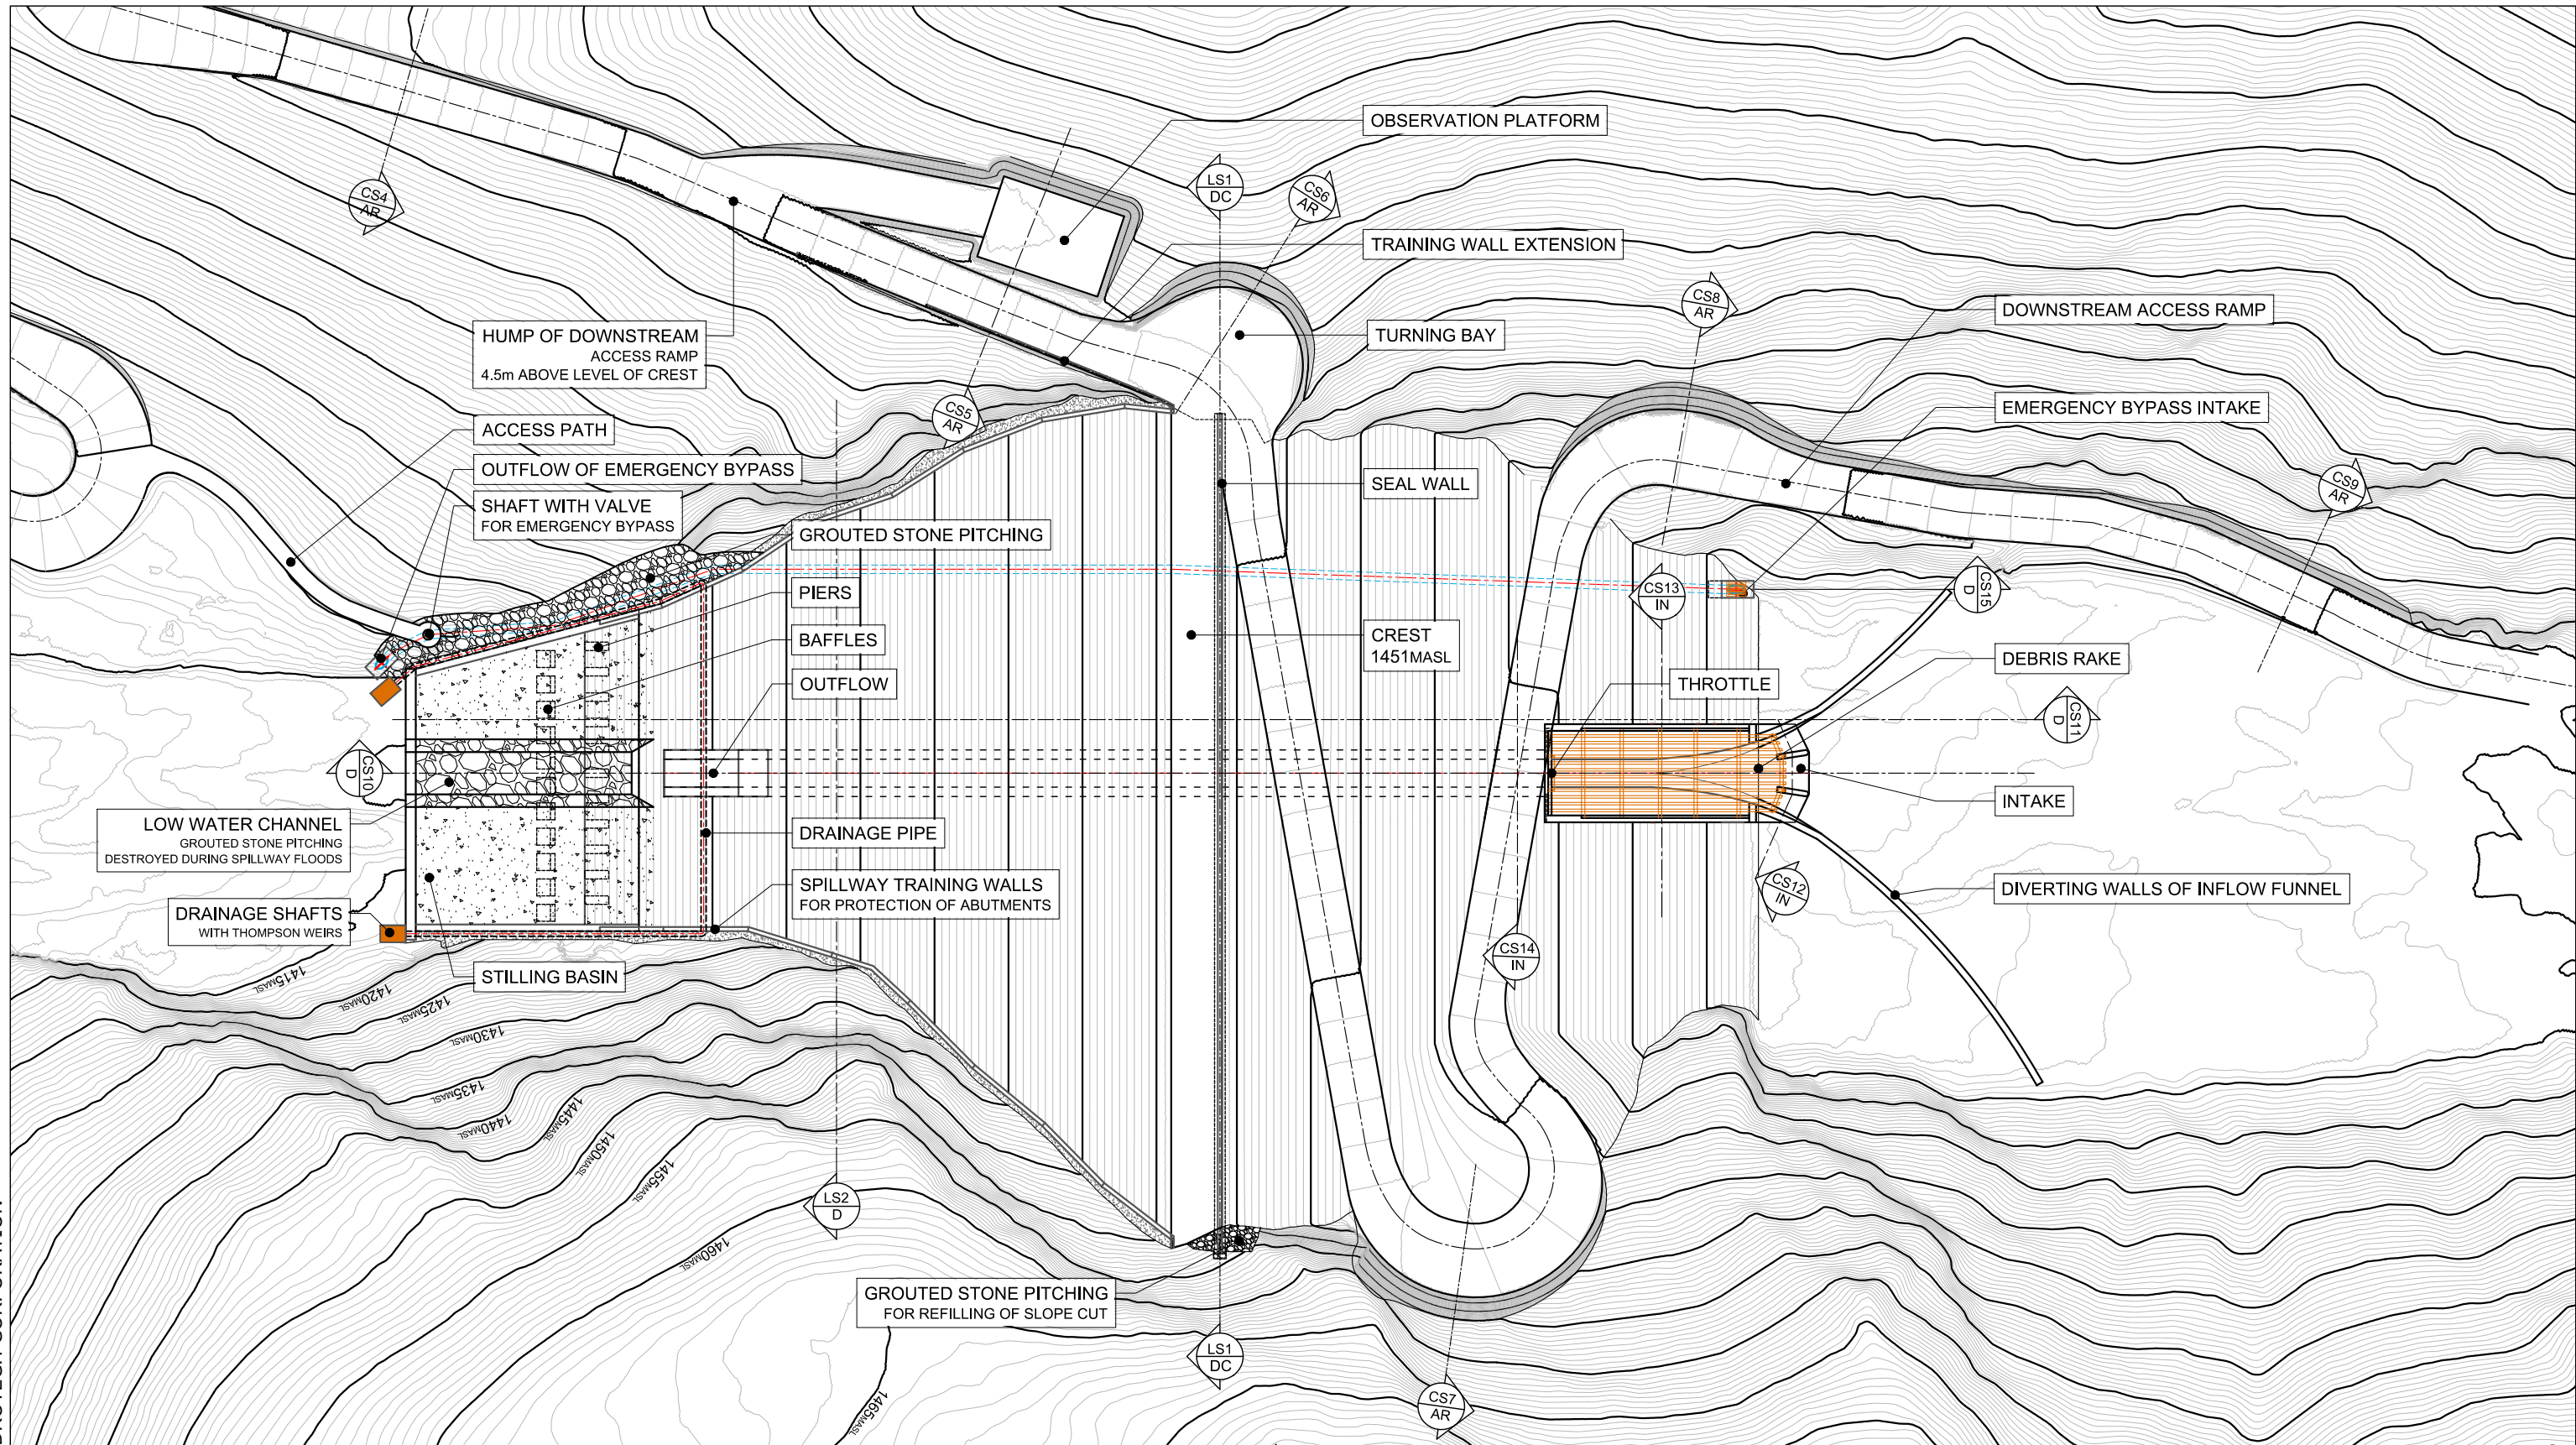 OBSERVATION PLATFORM
LS1
DC
CS6
AR
CS4
AR
TRAINING WALL EXTENSION
CS8
AR
DOWNSTREAM ACCESS RAMP
HUMP OF DOWNSTREAM
ACCESS RAMP
4.5m ABOVE LEVEL OF CREST
TURNING BAY
CS5
AR
EMERGENCY BYPASS INTAKE
ACCESS PATH
OUTFLOW OF EMERGENCY BYPASS
SEAL WALL
CS9
AR
SHAFT WITH VALVE
FOR EMERGENCY BYPASS
GROUTED STONE PITCHING
PIERS
CS13
IN
CS15
D
BAFFLES
CREST
1451MASL
DEBRIS RAKE
OUTFLOW
THROTTLE
CS11
D
CS10
D
INTAKE
LOW WATER CHANNEL
GROUTED STONE PITCHING
DESTROYED DURING SPILLWAY FLOODS
DRAINAGE PIPE
SPILLWAY TRAINING WALLS
FOR PROTECTION OF ABUTMENTS
CS12
IN
DIVERTING WALLS OF INFLOW FUNNEL
DRAINAGE SHAFTS
WITH THOMPSON WEIRS
CS14
IN
STILLING BASIN
1415MASL
1420MASL
1425MASL
1430MASL
1435MASL
1440MASL
1445MASL
1450MASL
1455MASL
1460MASL
1465MASL
LS2
D
GROUTED STONE PITCHING
FOR REFILLING OF SLOPE CUT
LS1
DC
CS7
AR